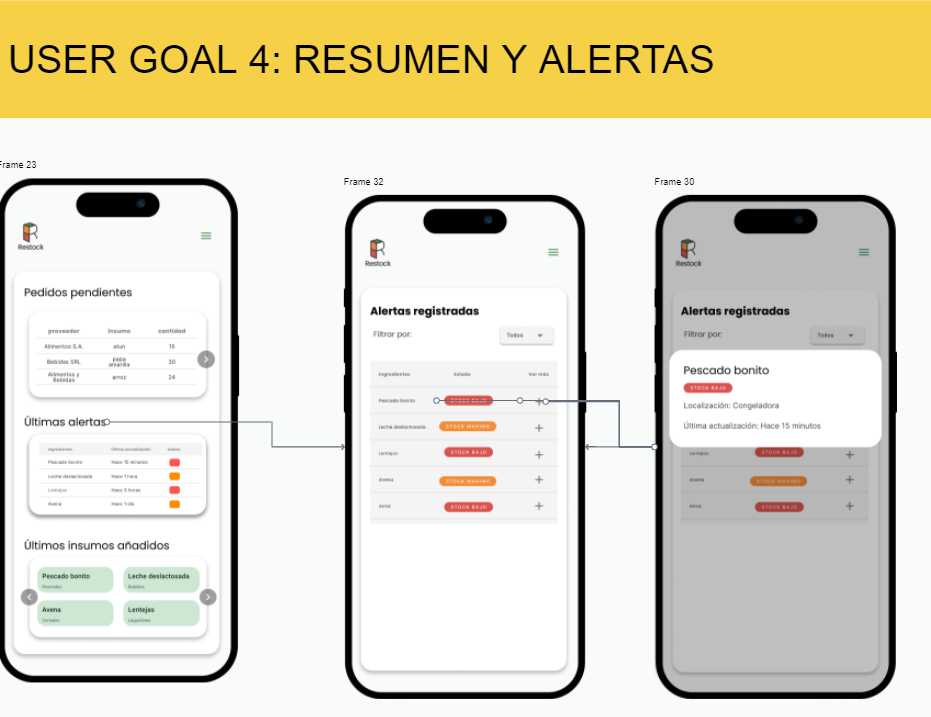 USER GOAL 4: RESUMEN Y ALERTAS
Frame 23
Restock
Pedidos pendientes
proveedor insumo cantidad
Alimentos S.A. atun 15
Bebidas SRL papa amarilla 30
Alimentos y Bebidas arroz 24
Últimas alertas
Ingredientes Última actualización Estado
Pescado bonito Hace 15 minutos
Leche deslactosada Hace 1 hora
Lentejas Hace 3 horas
Avena Hace 1 día
Últimos insumos añadidos
Pescado bonito Leche deslactosada
Pescados Bebidas
Avena Lentejas
Cereales Legumbres
Frame 32
Restock
Alertas registradas
Filtrar por: Todos
Ingredientes Estado Ver más
Pescado bonito STOCK BAJO
Leche deslactosada STOCK MAXIMO
Lentejas STOCK BAJO
Avena STOCK MAXIMO
Arroz STOCK BAJO
Frame 30
Restock
Alertas registradas
Filtrar por: Todos
Pescado bonito
STOCK BAJO
Localización: Congeladora
Última actualización: Hace 15 minutos
Lentejas STOCK BAJO
Avena STOCK MAXIMO
Arroz STOCK BAJO